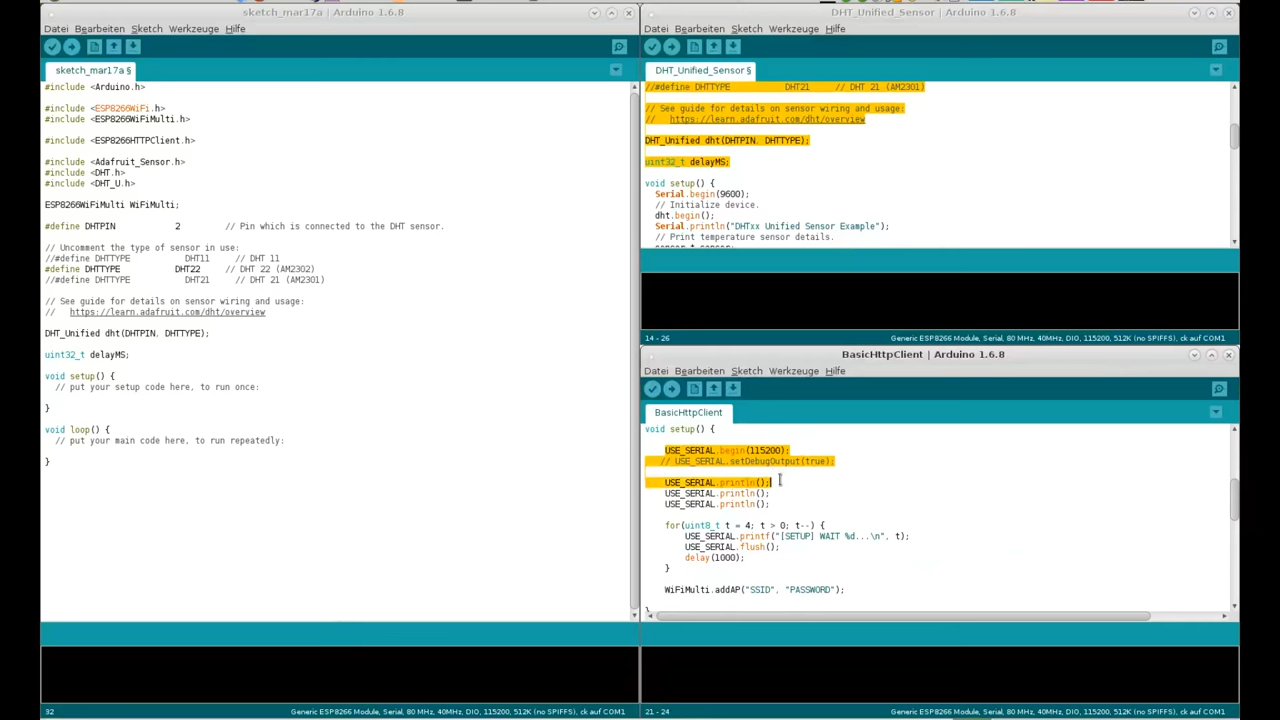 sketch_mar17a | Arduino 1.6.8
Datei Bearbeiten Sketch Werkzeuge Hilfe
sketch_mar17a §
#include <Arduino.h>
#include <ESP8266WiFi.h>
#include <ESP8266WiFiMulti.h>
#include <ESP8266HTTPClient.h>
#include <Adafruit_Sensor.h>
#include <DHT.h>
#include <DHT_U.h>
ESP8266WiFiMulti WiFiMulti;
#define DHTPIN 2 // Pin which is connected to the DHT sensor.
// Uncomment the type of sensor in use:
//#define DHTTYPE DHT11 // DHT 11
#define DHTTYPE DHT22 // DHT 22 (AM2302)
//#define DHTTYPE DHT21 // DHT 21 (AM2301)
// See guide for details on sensor wiring and usage:
// https://learn.adafruit.com/dht/overview
DHT_Unified dht(DHTPIN, DHTTYPE);
uint32_t delayMS;
void setup() {
// put your setup code here, to run once:
}
void loop() {
// put your main code here, to run repeatedly:
}
32
Generic ESP8266 Module, Serial, 80 MHz, 40MHz, DIO, 115200, 512K (no SPIFFS), ck auf COM1
DHT_Unified_Sensor | Arduino 1.6.8
Datei Bearbeiten Sketch Werkzeuge Hilfe
DHT_Unified_Sensor §
//#define DHTTYPE DHT21 // DHT 21 (AM2301)
// See guide for details on sensor wiring and usage:
// https://learn.adafruit.com/dht/overview
DHT_Unified dht(DHTPIN, DHTTYPE);
uint32_t delayMS;
void setup() {
Serial.begin(9600);
// Initialize device.
dht.begin();
Serial.println("DHTxx Unified Sensor Example");
// Print temperature sensor details.
14 - 26
Generic ESP8266 Module, Serial, 80 MHz, 40MHz, DIO, 115200, 512K (no SPIFFS), ck auf COM1
BasicHttpClient | Arduino 1.6.8
Datei Bearbeiten Sketch Werkzeuge Hilfe
BasicHttpClient
void setup() {
USE_SERIAL.begin(115200);
// USE_SERIAL.setDebugOutput(true);
USE_SERIAL.println();
USE_SERIAL.println();
USE_SERIAL.println();
for(uint8_t t = 4; t > 0; t--) {
USE_SERIAL.printf("[SETUP] WAIT %d...\n", t);
USE_SERIAL.flush();
delay(1000);
}
WiFiMulti.addAP("SSID", "PASSWORD");
21 - 24
Generic ESP8266 Module, Serial, 80 MHz, 40MHz, DIO, 115200, 512K (no SPIFFS), ck auf COM1